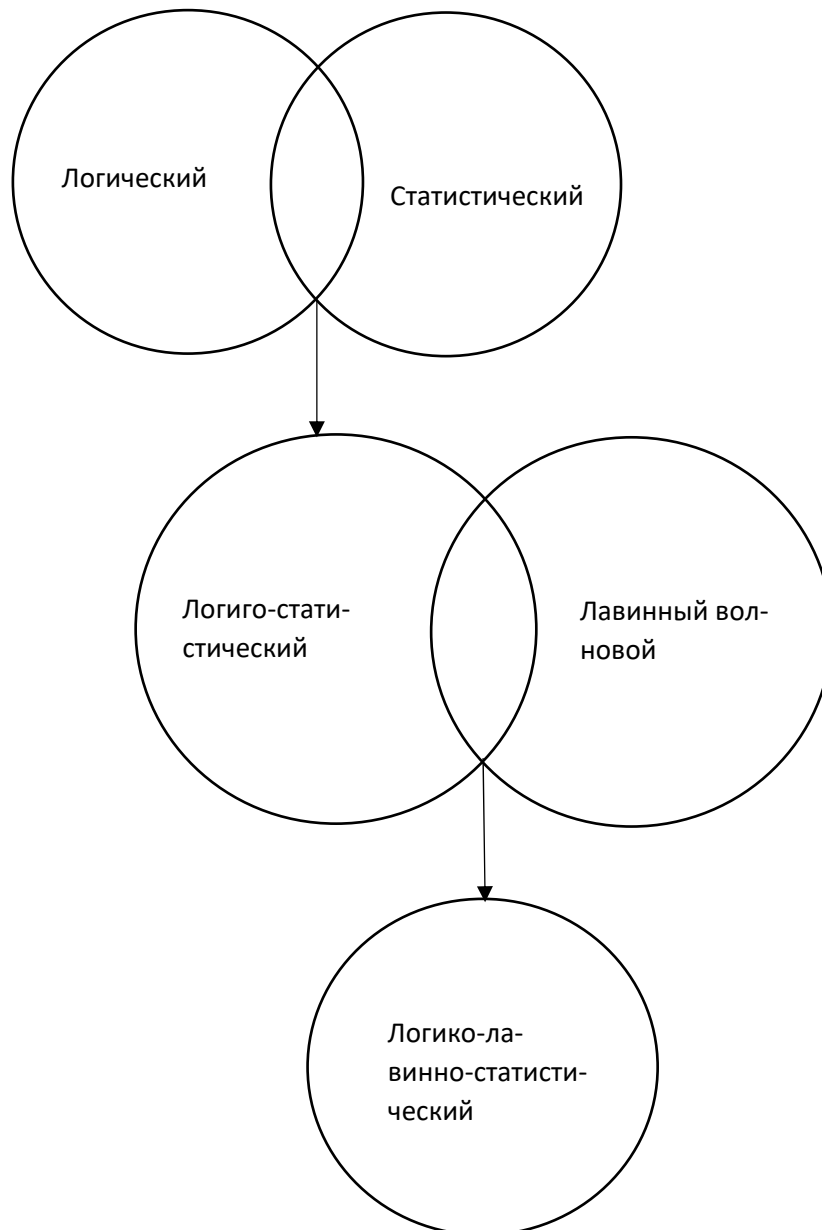 Логический
Статистический
Логиго-стати-
стический
Лавинный вол-
новой
Логико-ла-
винно-статисти-
ческий